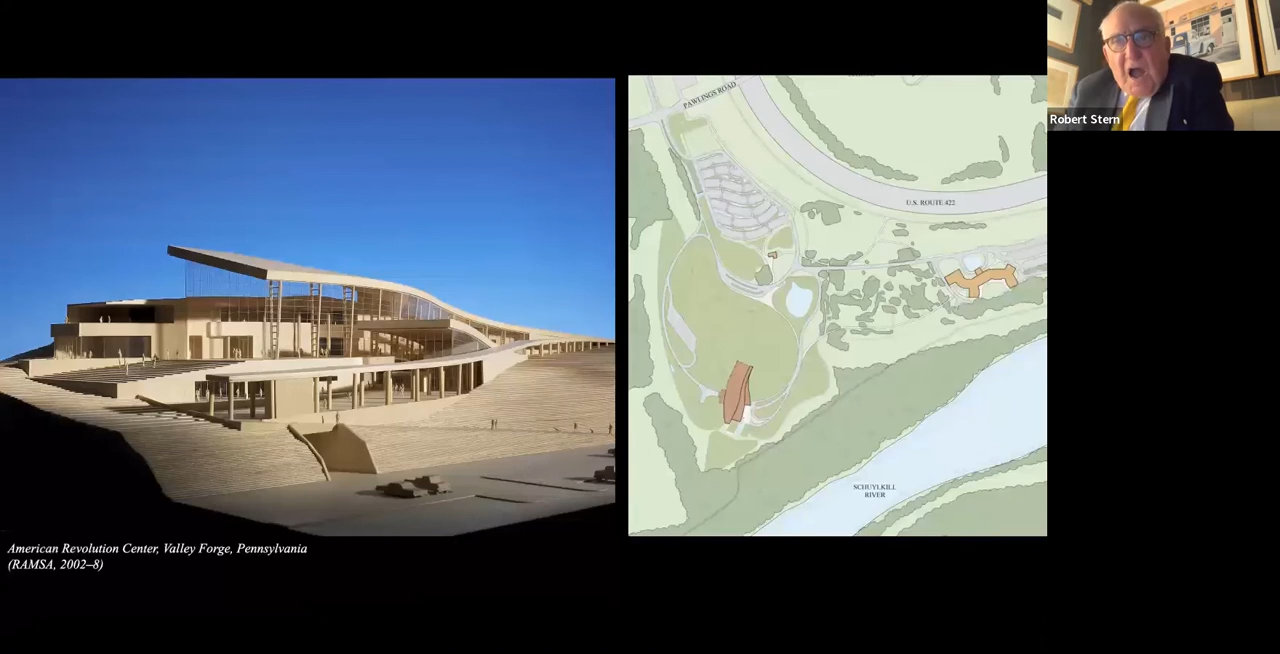 Robert Stern
PAWLINGS ROAD
U.S. ROUTE 422
SCHUYLKILL
RIVER
American Revolution Center, Valley Forge, Pennsylvania
(RAMSA, 2002–8)